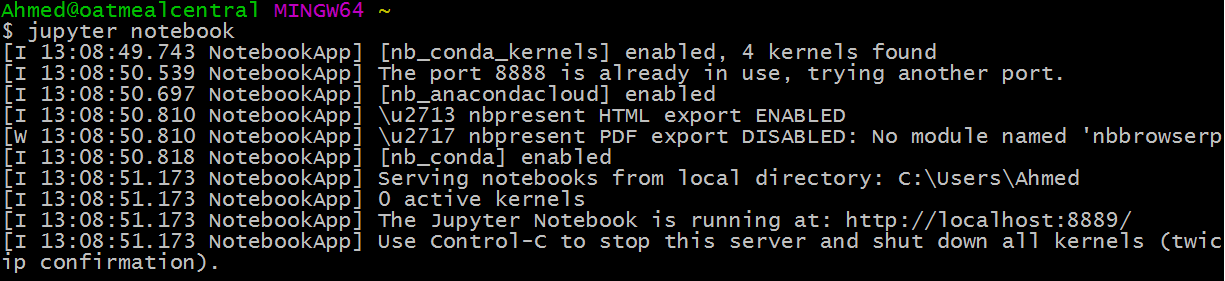 Ahmed@oatmealcentral MINGW64 ~
$ jupyter notebook
[I 13:08:49.743 NotebookApp] [nb_conda_kernels] enabled, 4 kernels found
[I 13:08:50.539 NotebookApp] The port 8888 is already in use, trying another port.
[I 13:08:50.697 NotebookApp] [nb_anacondacloud] enabled
[I 13:08:50.810 NotebookApp] \u2713 nbpresent HTML export ENABLED
[W 13:08:50.810 NotebookApp] \u2717 nbpresent PDF export DISABLED: No module named 'nbbrowserp
[I 13:08:50.818 NotebookApp] [nb_conda] enabled
[I 13:08:51.173 NotebookApp] Serving notebooks from local directory: C:\Users\Ahmed
[I 13:08:51.173 NotebookApp] 0 active kernels
[I 13:08:51.173 NotebookApp] The Jupyter Notebook is running at: http://localhost:8889/
[I 13:08:51.173 NotebookApp] Use Control-C to stop this server and shut down all kernels (twic
ip confirmation).